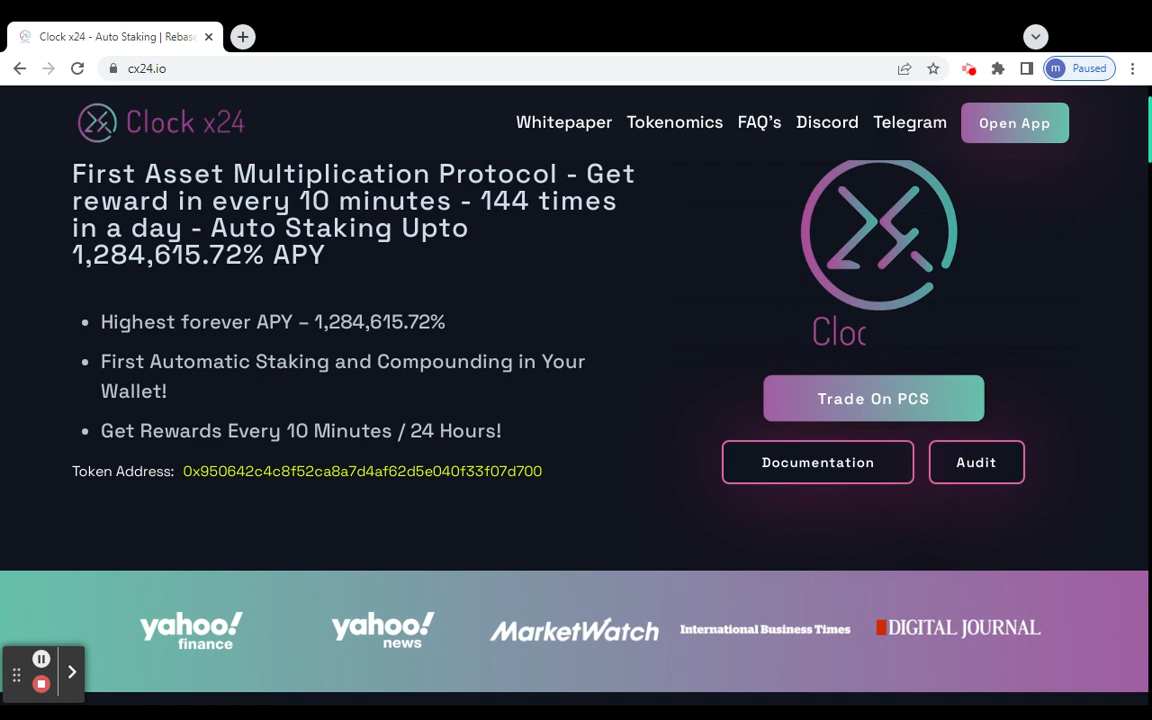 Clock x24 - Auto Staking | Rebas
cx24.io
m Paused
Clock x24
Whitepaper Tokenomics FAQ's Discord Telegram Open App
First Asset Multiplication Protocol - Get
reward in every 10 minutes - 144 times
in a day - Auto Staking Upto
1,284,615.72% APY
Highest forever APY – 1,284,615.72%
First Automatic Staking and Compounding in Your
Wallet!
Get Rewards Every 10 Minutes / 24 Hours!
Token Address: 0x950642c4c8f52ca8a7d4af62d5e040f33f07d700
Cloc
Trade On PCS
Documentation Audit
yahoo! finance
yahoo! news
MarketWatch
International Business Times
DIGITAL JOURNAL